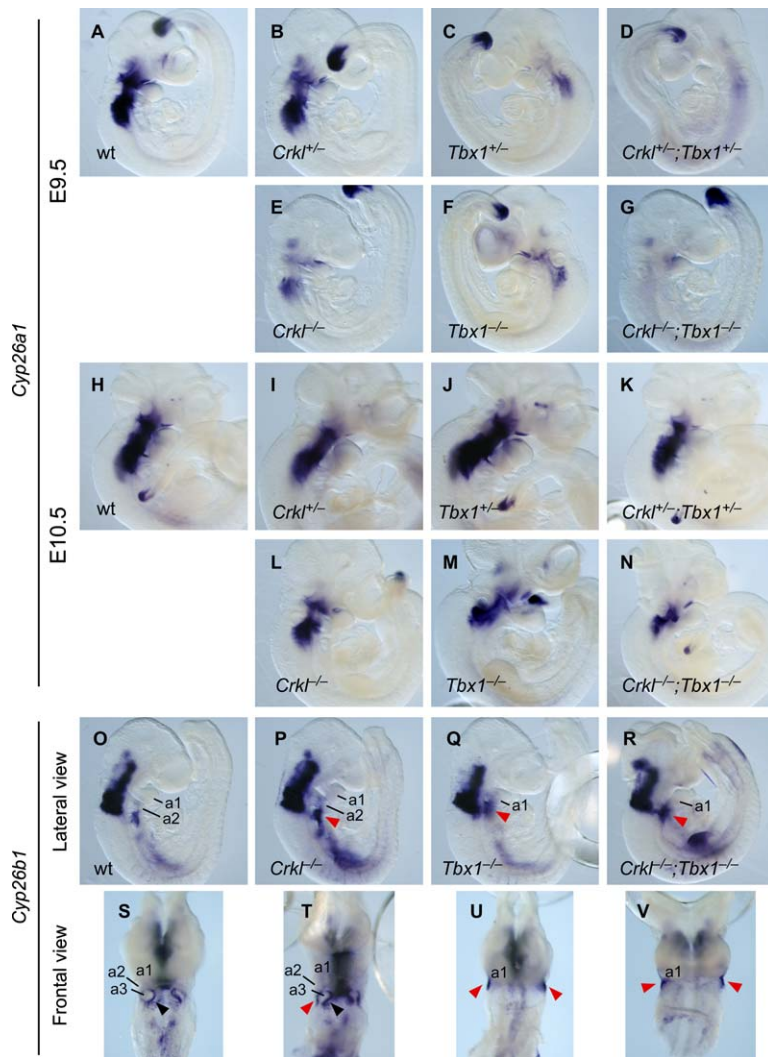 Cyp26a1
E9.5
A
wt
B
Crkl+/–
C
Tbx1+/–
D
Crkl+/–;Tbx1+/–
E
Crkl–/–
F
Tbx1–/–
G
Crkl–/–;Tbx1–/–
E10.5
H
wt
I
Crkl+/–
J
Tbx1+/–
K
Crkl+/–;Tbx1+/–
L
Crkl–/–
M
Tbx1–/–
N
Crkl–/–;Tbx1–/–
Cyp26b1
Lateral view
O
a1
a2
wt
P
a1
a2
Crkl–/–
Q
a1
Tbx1–/–
R
a1
Crkl–/–;Tbx1–/–
Frontal view
S
a1
a2
a3
T
a1
a2
a3
U
a1
V
a1